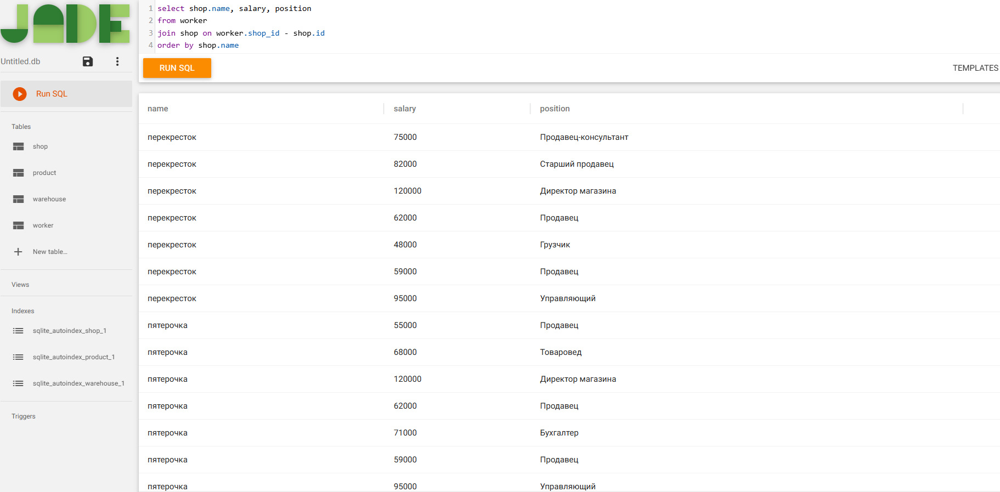 JADE
Untitled.db
Run SQL
Tables
shop
product
warehouse
worker
New table...
Views
Indexes
sqlite_autoindex_shop_1
sqlite_autoindex_product_1
sqlite_autoindex_warehouse_1
Triggers
1 select shop.name, salary, position
2 from worker
3 join shop on worker.shop_id - shop.id
4 order by shop.name
RUN SQL TEMPLATES
name salary position
перекресток 75000 Продавец-консультант
перекресток 82000 Старший продавец
перекресток 120000 Директор магазина
перекресток 62000 Продавец
перекресток 48000 Грузчик
перекресток 59000 Продавец
перекресток 95000 Управляющий
пятерочка 55000 Продавец
пятерочка 68000 Товаровед
пятерочка 120000 Директор магазина
пятерочка 62000 Продавец
пятерочка 71000 Бухгалтер
пятерочка 59000 Продавец
пятерочка 95000 Управляющий